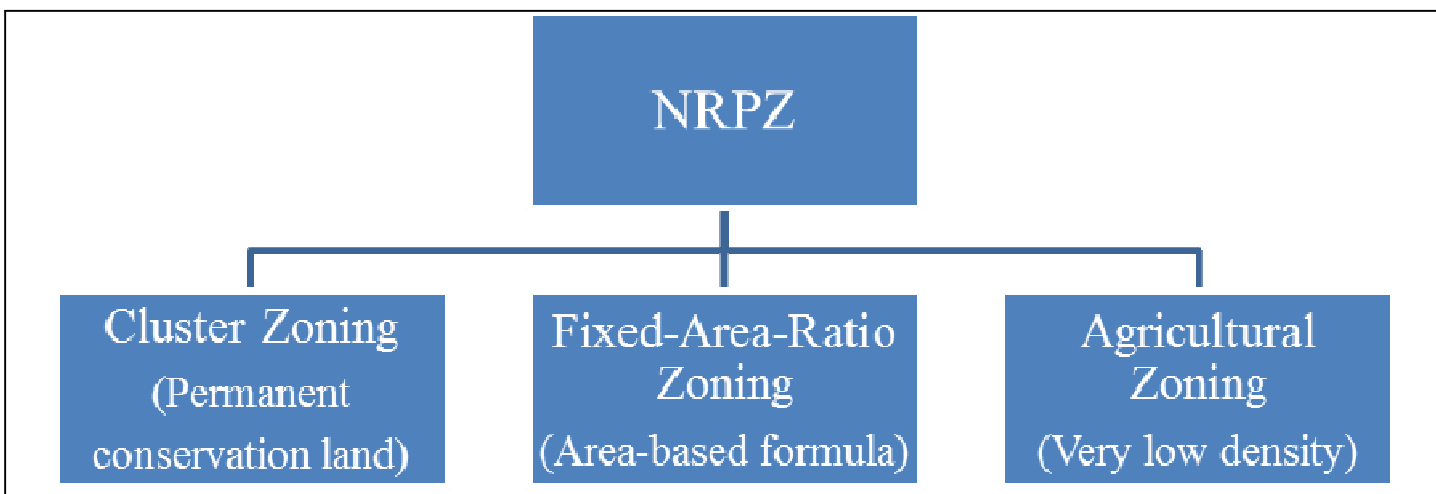 NRPZ
Cluster Zoning
(Permanent
conservation land)
Fixed-Area-Ratio
Zoning
(Area-based formula)
Agricultural
Zoning
(Very low density)